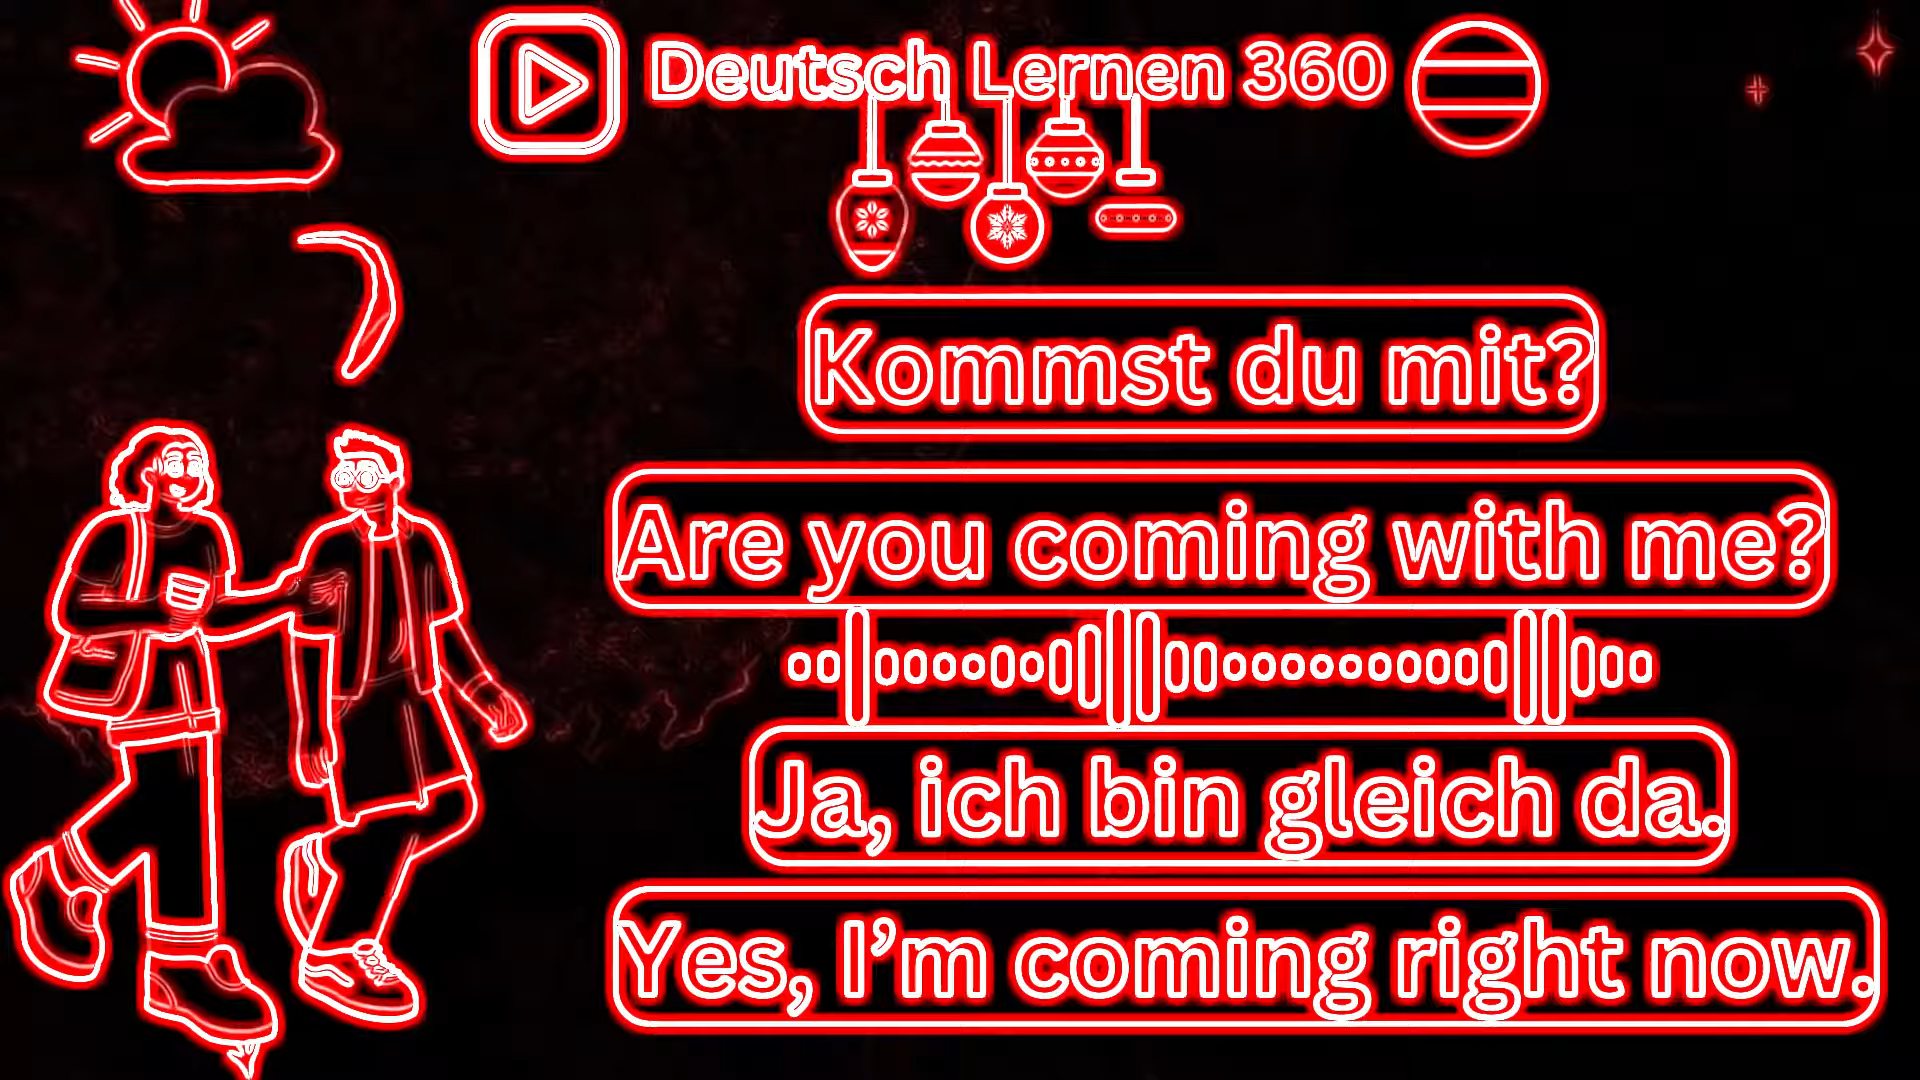 Deutsch Lernen 360
Kommst du mit?
Are you coming with me?
Ja, ich bin gleich da.
Yes, I’m coming right now.